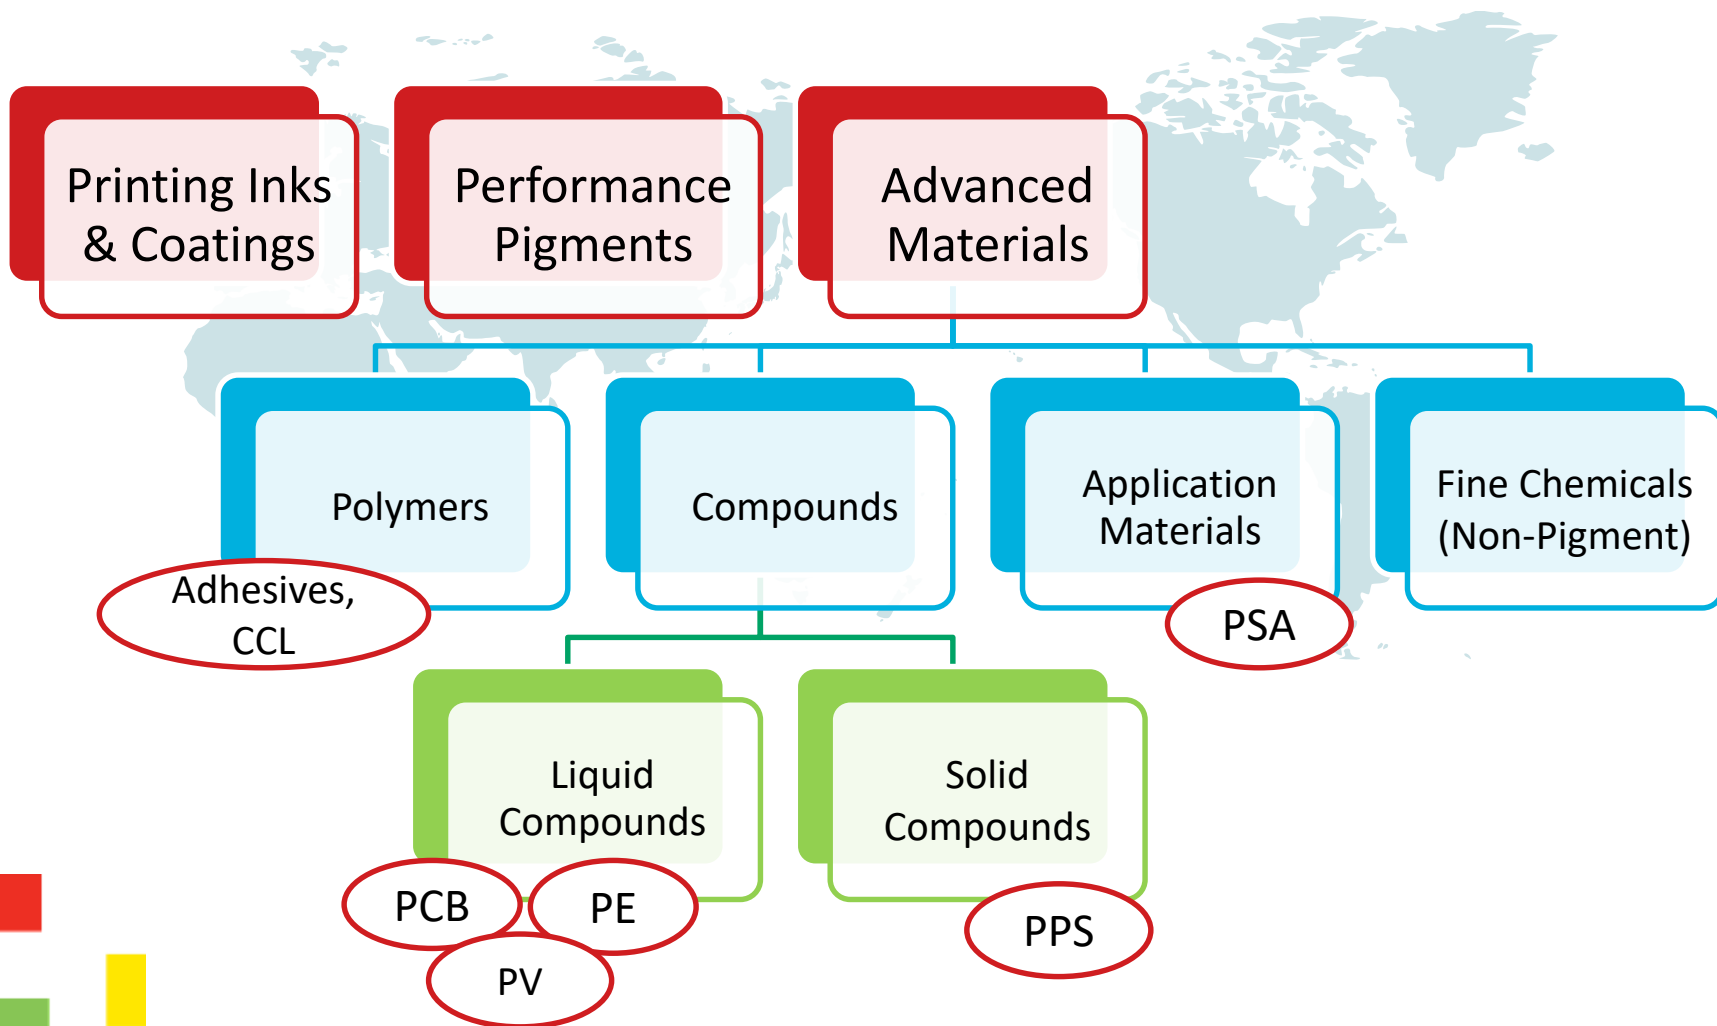 Printing Inks
& Coatings
Performance
Pigments
Advanced
Materials
Polymers
Compounds
Application
Materials
Fine Chemicals
(Non-Pigment)
Adhesives,
CCL
PSA
Liquid
Compounds
Solid
Compounds
PCB
PE
PV
PPS